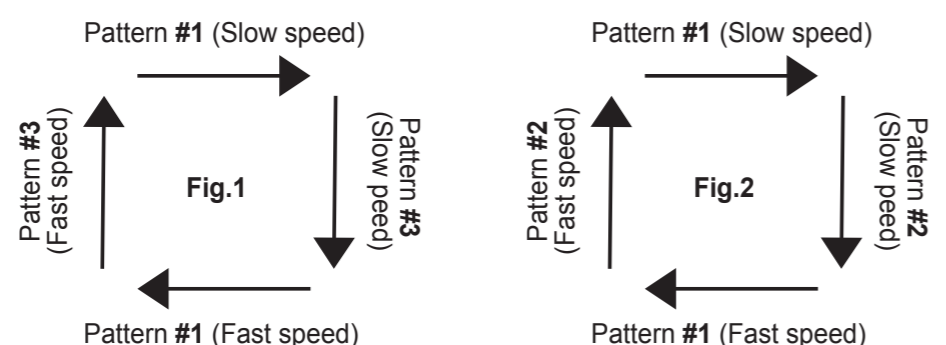 Pattern #1 (Slow speed)
Pattern #3
(Fast speed)
Fig.1
Pattern #3
(Slow peed)
Pattern #1 (Fast speed)
Pattern #1 (Slow speed)
Pattern #2
(Fast speed)
Fig.2
Pattern #2
(Slow speed)
Pattern #1 (Fast speed)